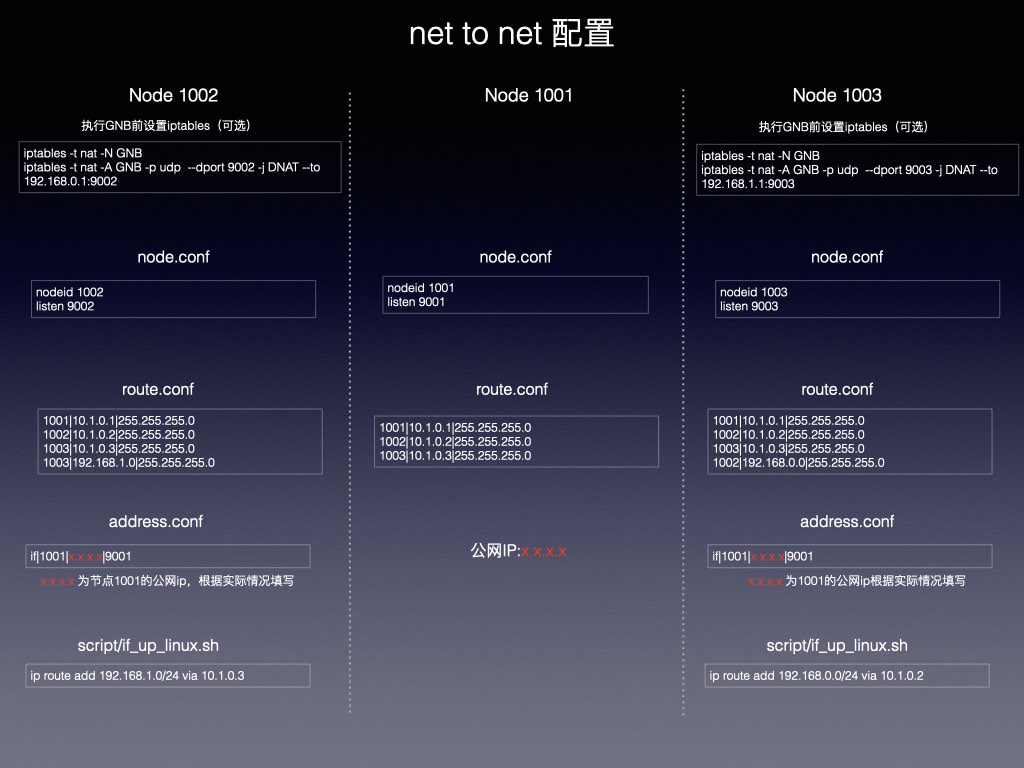 net to net 配置
Node 1002
执行GNB前设置iptables（可选）
iptables -t nat -N GNB
iptables -t nat -A GNB -p udp  --dport 9002 -j DNAT --to
192.168.0.1:9002
node.conf
nodeid 1002
listen 9002
route.conf
1001|10.1.0.1|255.255.255.0
1002|10.1.0.2|255.255.255.0
1003|10.1.0.3|255.255.255.0
1003|192.168.1.0|255.255.255.0
address.conf
if|1001|x.x.x.x|9001
x.x.x.x 为节点1001的公网ip，根据实际情况填写
script/if_up_linux.sh
ip route add 192.168.1.0/24 via 10.1.0.3
Node 1001
node.conf
nodeid 1001
listen 9001
route.conf
1001|10.1.0.1|255.255.255.0
1002|10.1.0.2|255.255.255.0
1003|10.1.0.3|255.255.255.0
公网IP:x.x.x.x
Node 1003
执行GNB前设置iptables（可选）
iptables -t nat -N GNB
iptables -t nat -A GNB -p udp  --dport 9003 -j DNAT --to
192.168.1.1:9003
node.conf
nodeid 1003
listen 9003
route.conf
1001|10.1.0.1|255.255.255.0
1002|10.1.0.2|255.255.255.0
1003|10.1.0.3|255.255.255.0
1002|192.168.0.0|255.255.255.0
address.conf
if|1001|x.x.x.x|9001
x.x.x.x 为1001的公网ip根据实际情况填写
script/if_up_linux.sh
ip route add 192.168.0.0/24 via 10.1.0.2